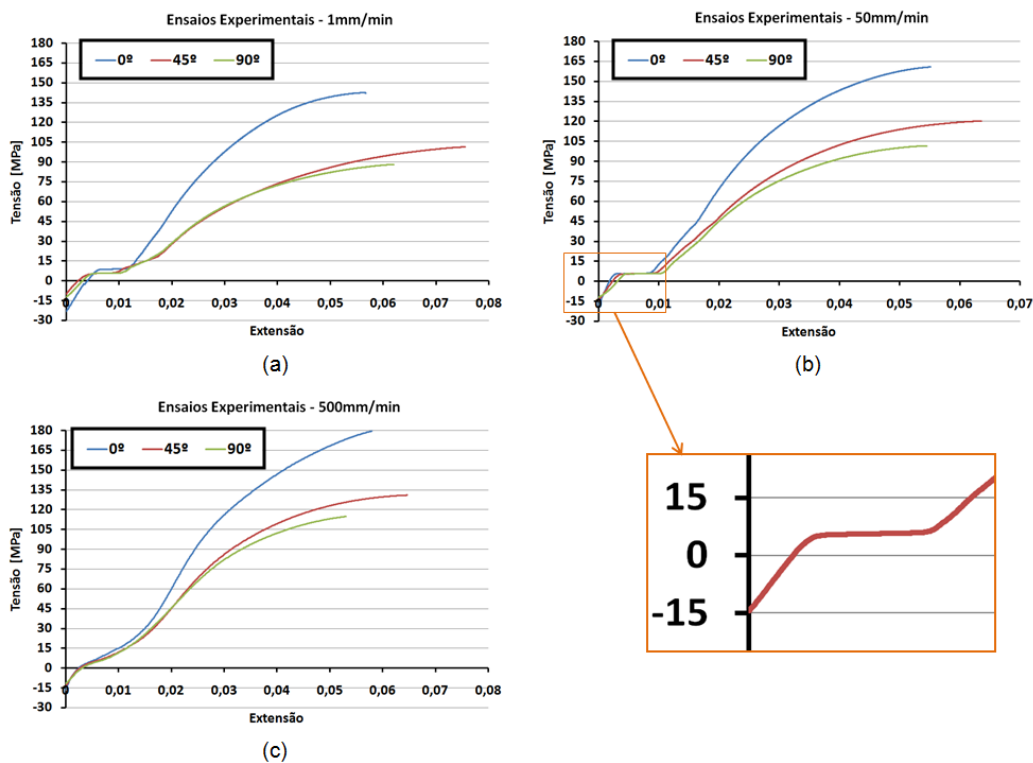 Ensaios Experimentais - 1mm/min
180
165
150
135
120
105
90
75
60
45
30
15
0
-15
-30
0º 45º 90º
Tensão [MPa]
0 0,01 0,02 0,03 0,04 0,05 0,06 0,07 0,08
Extensão
(a)
Ensaios Experimentais - 50mm/min
180
165
150
135
120
105
90
75
60
45
30
15
0
-15
-30
0º 45º 90º
Tensão [MPa]
0 0,01 0,02 0,03 0,04 0,05 0,06 0,07
Extensão
(b)
Ensaios Experimentais - 500mm/min
180
165
150
135
120
105
90
75
60
45
30
15
0
-15
-30
0º 45º 90º
Tensão [MPa]
0 0,01 0,02 0,03 0,04 0,05 0,06 0,07 0,08
Extensão
(c)
15
0
-15